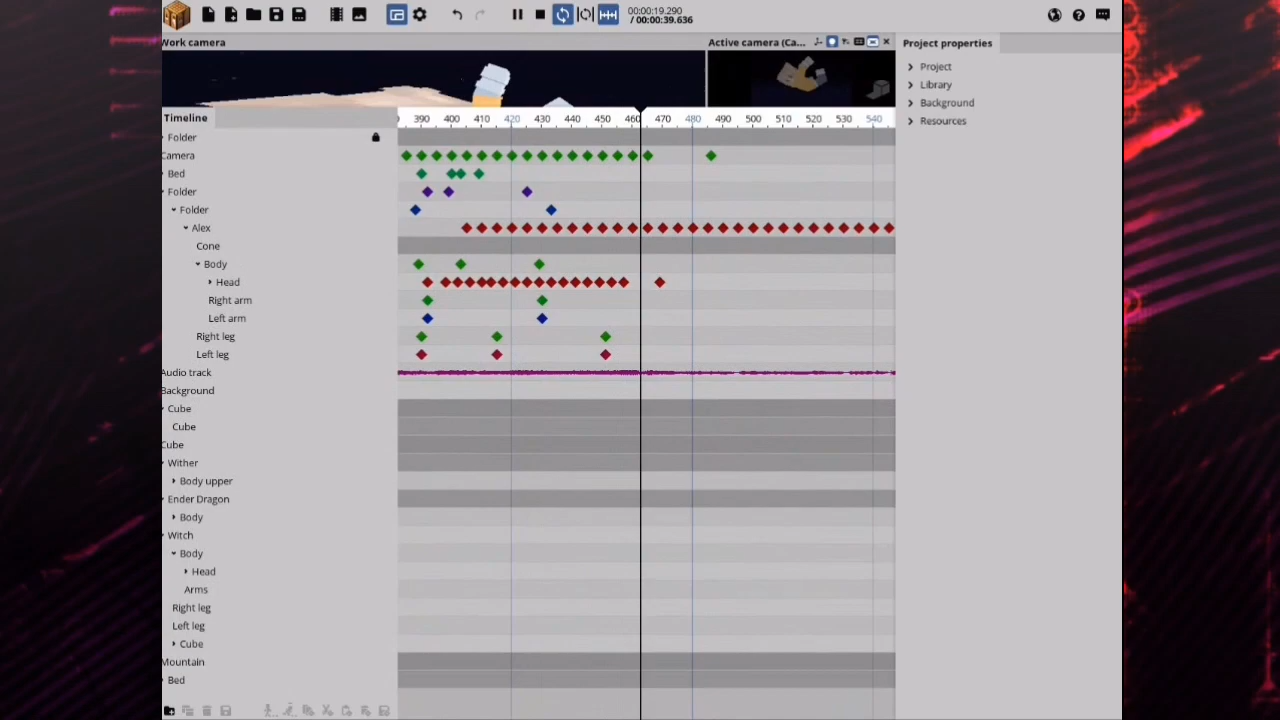 00:00:19.290
/ 00:00:39.636
Work camera
Active camera (Ca...
Project properties
Project
Library
Background
Resources
Timeline
390 400 410 420 430 440 450 460 470 480 490 500 510 520 530 540
Folder
Camera
Bed
Folder
Folder
Alex
Cone
Body
Head
Right arm
Left arm
Right leg
Left leg
Audio track
Background
Cube
Cube
Cube
Wither
Body upper
Ender Dragon
Body
Witch
Body
Head
Arms
Right leg
Left leg
Cube
Mountain
Bed